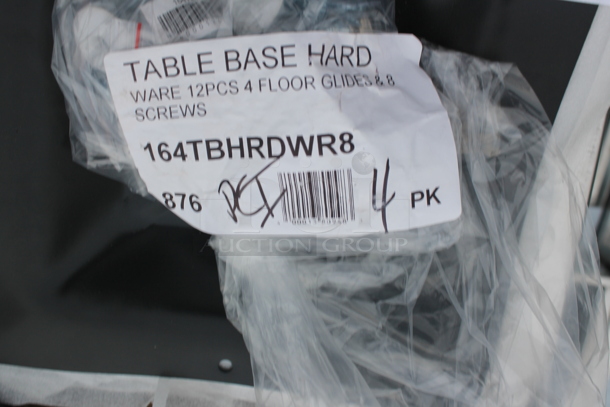 TABLE BASE HARD
WARE 12PCS 4 FLOOR GLIDES & 8
SCREWS
164TBHRDWR8
876 4 PK
AUCTION GROUP